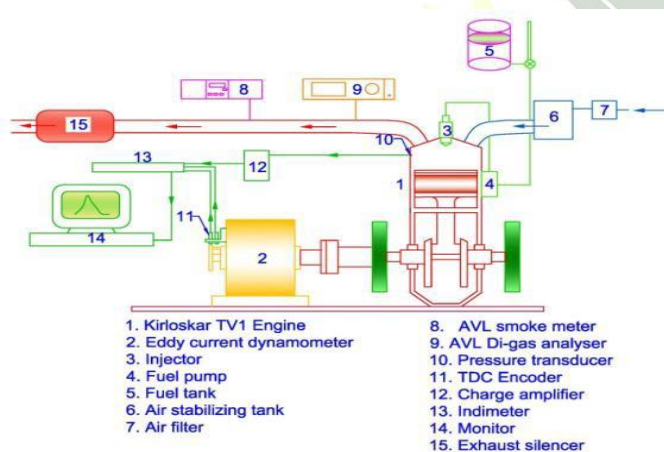 5
8
9
3
6
7
15
10
13
12
1
4
11
2
14
1. Kirloskar TV1 Engine
2. Eddy current dynamometer
3. Injector
4. Fuel pump
5. Fuel tank
6. Air stabilizing tank
7. Air filter
8. AVL smoke meter
9. AVL Di-gas analyser
10. Pressure transducer
11. TDC Encoder
12. Charge amplifier
13. Indimeter
14. Monitor
15. Exhaust silencer